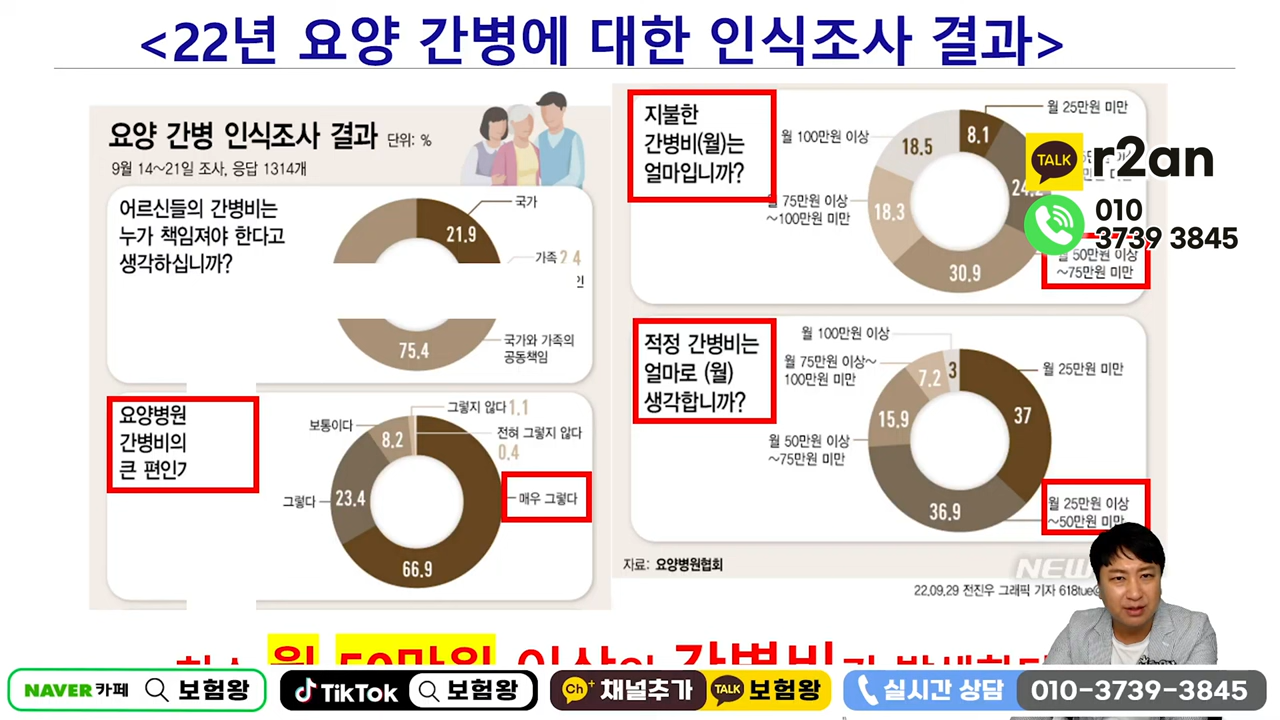 <22년 요양 간병에 대한 인식조사 결과>
요양 간병 인식조사 결과 단위: %
9월 14~21일 조사, 응답 1314개
어르신들의 간병비는
누가 책임져야 한다고
생각하십니까?
국가
21.9
가족 2.4
국가와 가족의
공동책임
75.4
요양병원
간병비의
큰 편인가
그렇지 않다 1.1
보통이다
8.2
전혀 그렇지 않다
0.4
그렇다
23.4
매우 그렇다
66.9
지불한
간병비(월)는
얼마입니까?
월 25만원 미만
8.1
월 100만원 이상
18.5
24.2
월 75만원 이상
~100만원 미만
18.3
월 50만원 이상
~75만원 미만
30.9
적정 간병비는
얼마로 (월)
생각합니까?
월 100만원 이상
3
월 75만원 이상~
100만원 미만
7.2
월 25만원 미만
37
월 50만원 이상
~75만원 미만
15.9
월 25만원 이상
~50만원 미만
36.9
자료: 요양병원협회
22.09.29 전진우 그래픽 기자 618tue@
TALK r2an
010
3739 3845
월 50만원 이상의 간병비가
NAVER 카페 보험왕
TikTok 보험왕
Ch+ 채널추가 TALK 보험왕
실시간 상담 010-3739-3845